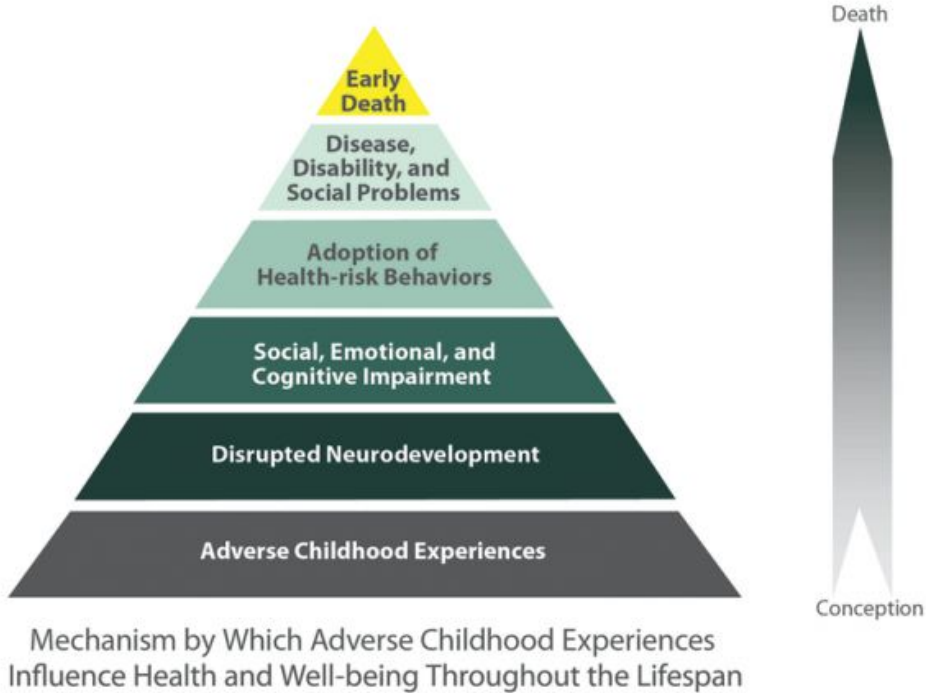 Death
Early
Death
Disease,
Disability, and
Social Problems
Adoption of
Health-risk Behaviors
Social, Emotional, and
Cognitive Impairment
Disrupted Neurodevelopment
Adverse Childhood Experiences
Conception
Mechanism by Which Adverse Childhood Experiences
Influence Health and Well-being Throughout the Lifespan